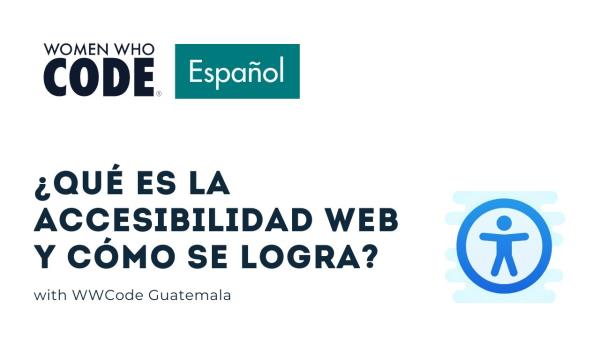 WOMEN WHO
CODE®
Español
¿QUÉ ES LA
ACCESIBILIDAD WEB
Y CÓMO SE LOGRA?
with WWCode Guatemala